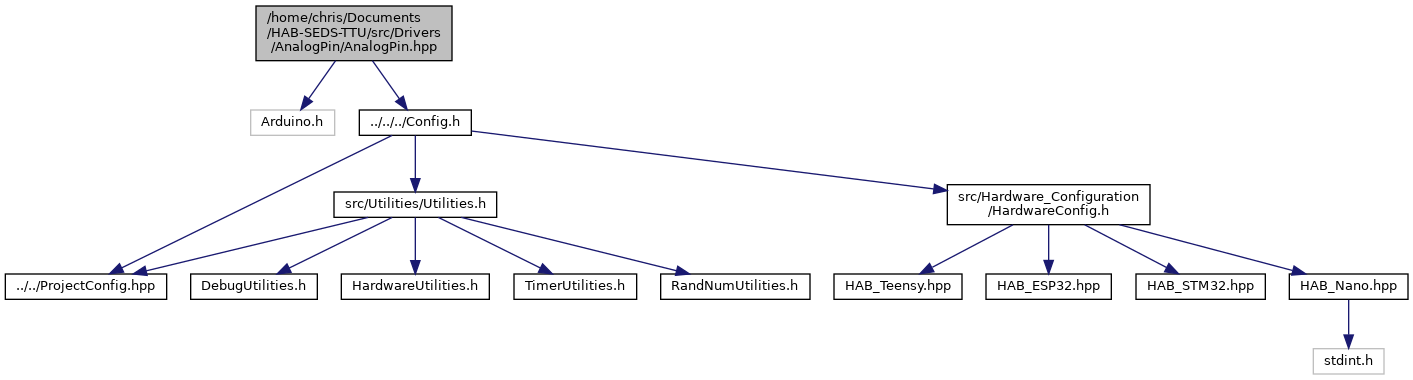 /home/chris/Documents
/HAB-SEDS-TTU/src/Drivers
/AnalogPin/AnalogPin.hpp
Arduino.h
../../../Config.h
src/Utilities/Utilities.h
src/Hardware_Configuration
/HardwareConfig.h
../../ProjectConfig.hpp
DebugUtilities.h
HardwareUtilities.h
TimerUtilities.h
RandNumUtilities.h
HAB_Teensy.hpp
HAB_ESP32.hpp
HAB_STM32.hpp
HAB_Nano.hpp
stdint.h